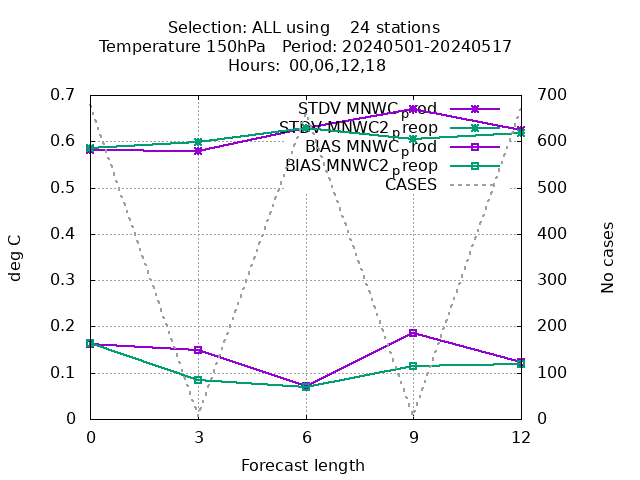 Selection: ALL using    24 stations
Temperature 150hPa   Period: 20240501-20240517
Hours:  00,06,12,18
0.7
0.6
0.5
0.4
0.3
0.2
0.1
0
deg C
STDV MNWC_prod
STDV MNWC2_preop
BIAS MNWC_prod
BIAS MNWC2_preop
CASES
700
600
500
400
300
200
100
0
No cases
0 3 6 9 12
Forecast length